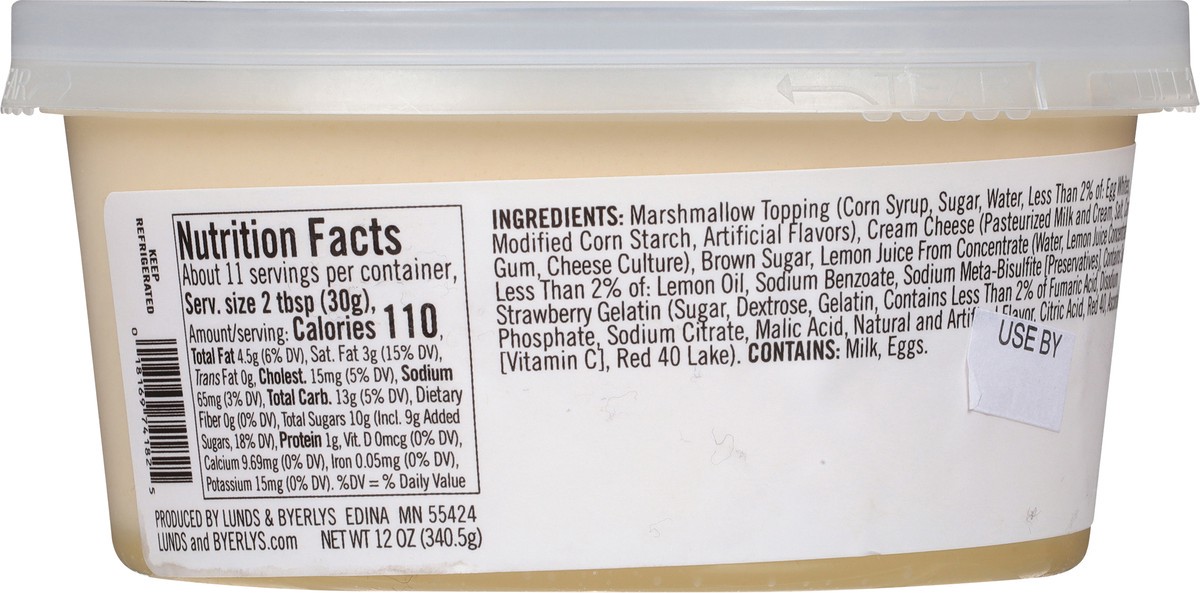 KEEP
REFRIGERATED
0 18169 74182 5
Nutrition Facts
About 11 servings per container,
Serv. size 2 tbsp (30g),
Amount/serving: Calories 110,
Total Fat 4.5g (6% DV), Sat. Fat 3g (15% DV),
Trans Fat 0g, Cholest. 15mg (5% DV), Sodium
65mg (3% DV), Total Carb. 13g (5% DV), Dietary
Fiber 0g (0% DV), Total Sugars 10g (Incl. 9g Added
Sugars, 18% DV), Protein 1g, Vit. D 0mcg (0% DV),
Calcium 9.69mg (0% DV), Iron 0.05mg (0% DV),
Potassium 15mg (0% DV). %DV = % Daily Value
PRODUCED BY LUNDS & BYERLYS EDINA MN 55424
LUNDS and BYERLYS.com NET WT 12 OZ (340.5g)
INGREDIENTS: Marshmallow Topping (Corn Syrup, Sugar, Water, Less Than 2% of: Egg
Modified Corn Starch, Artificial Flavors), Cream Cheese (Pasteurized Milk and Cream, Salt,
Gum, Cheese Culture), Brown Sugar, Lemon Juice From Concentrate (Water, Lemon Juice
Less Than 2% of: Lemon Oil, Sodium Benzoate, Sodium Meta-Bisulfite [Preservatives]
Strawberry Gelatin (Sugar, Dextrose, Gelatin, Contains Less Than 2% of Fumaric Acid,
Phosphate, Sodium Citrate, Malic Acid, Natural and Flavor, Citric Acid, Red 40,
[Vitamin C], Red 40 Lake). CONTAINS: Milk, Eggs.
USE BY